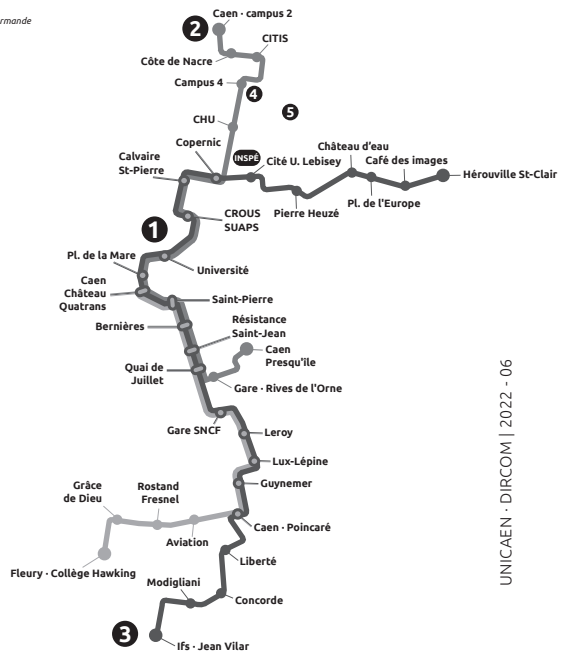 ormande
Caen · campus 2
2
CITIS
Côte de Nacre
Campus 4
4
5
CHU
Copernic
INSPÉ
Château d'eau
Calvaire
St-Pierre
Cité U. Lebisey
Café des images
Hérouville St-Clair
Pl. de l'Europe
Pierre Heuzé
CROUS
SUAPS
1
Pl. de la Mare
Université
Caen
Château
Quatrans
Saint-Pierre
Bernières
Résistance
Saint-Jean
Caen
Presqu'île
Quai de
Juillet
Gare · Rives de l'Orne
Gare SNCF
Leroy
Lux-Lépine
Guynemer
Grâce
de Dieu
Rostand
Fresnel
Caen · Poincaré
Aviation
Fleury · Collège Hawking
Liberté
Modigliani
Concorde
3
Ifs · Jean Vilar
UNICAEN · DIRCOM | 2022 - 06